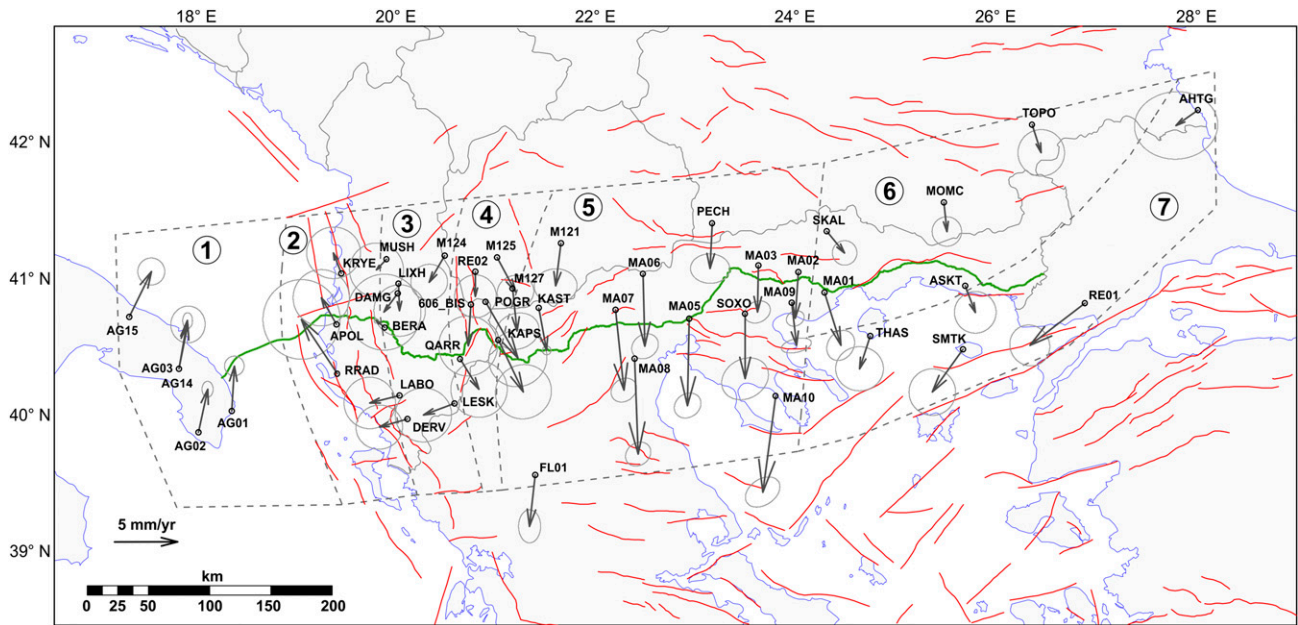 18° E 20° E 22° E 24° E 26° E 28° E
42° N
41° N
40° N
39° N
AHTG
TOPO
6
MOMC
7
1
2
3
4
5
PECH
SKAL
KRYE
MUSH
M124
M125
M121
LIXH
RE02
M127
MA06
MA03
MA02
MA01
DAMG
606_BIS
POGR
KAST
MA07
MA05
SOXO
MA09
ASKT
RE01
AG15
APOL
BERA
KAPS
THAS
SMTK
AG03
QARR
MA08
AG14
RRAD
LABO
LESK
MA10
AG02
AG01
DERV
FL01
5 mm/yr
km
0 25 50 100 150 200